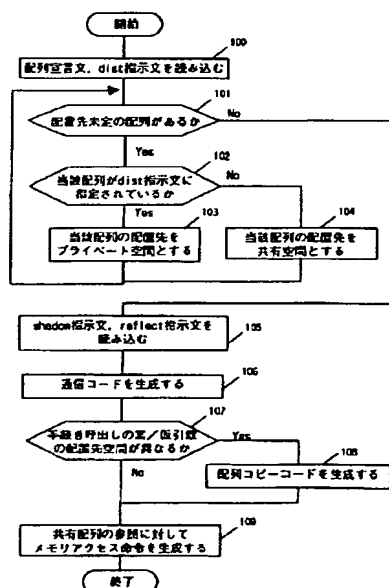 開始
100
配列宣言文，dist指示文を読み込む
101
配置先未定の配列があるか
No
Yes
102
当該配列がdist指示文に
指定されているか
No
Yes
103
104
当該配列の配置先を
プライベート空間とする
当該配列の配置先を
共有空間とする
shadow指示文，reflect指示文を
読み込む
105
通信コードを生成する
106
107
手続き呼出しの実／仮引数
の配置先空間が異なるか
Yes
No
108
配列コピーコードを生成する
109
共有配列の参照に対して
メモリアクセス命令を生成する
終了